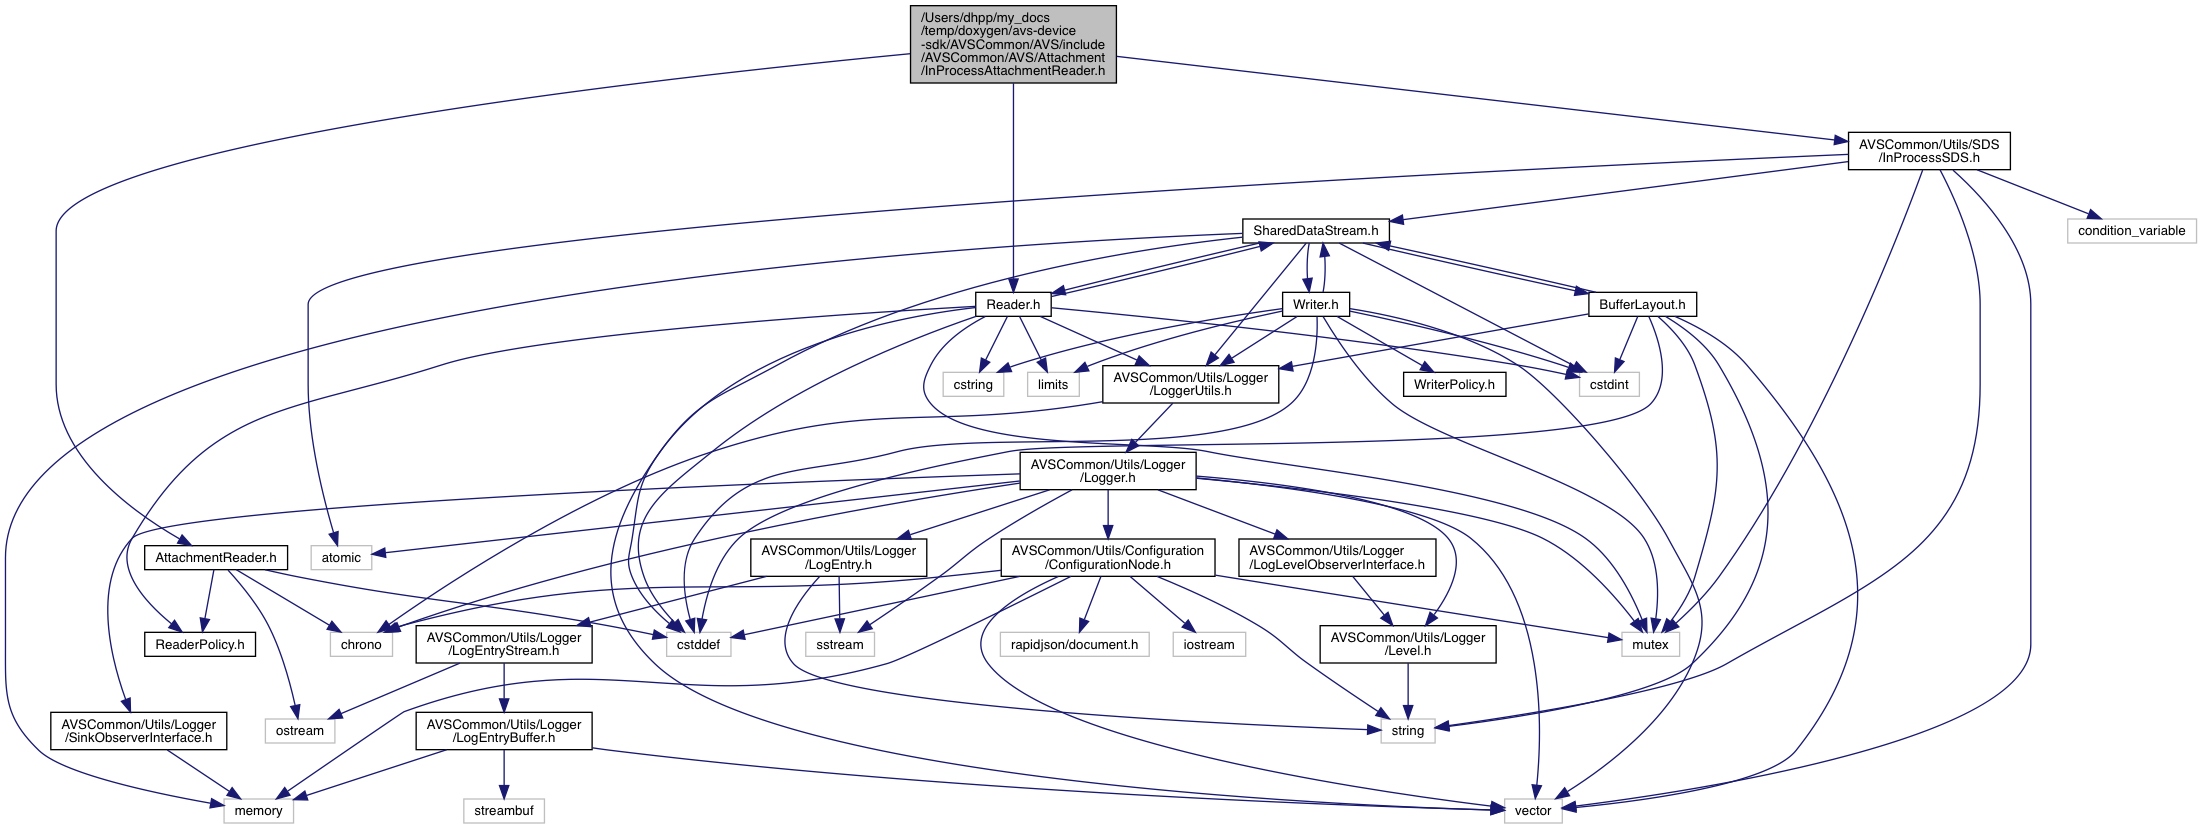 /Users/dhpp/my_docs
/temp/doxygen/avs-device
-sdk/AVSCommon/AVS/include
/AVSCommon/AVS/Attachment
/InProcessAttachmentReader.h
AVSCommon/Utils/SDS
/InProcessSDS.h
SharedDataStream.h
condition_variable
Reader.h
Writer.h
BufferLayout.h
cstring
limits
AVSCommon/Utils/Logger
/LoggerUtils.h
WriterPolicy.h
cstdint
AVSCommon/Utils/Logger
/Logger.h
AttachmentReader.h
atomic
AVSCommon/Utils/Logger
/LogEntry.h
AVSCommon/Utils/Configuration
/ConfigurationNode.h
AVSCommon/Utils/Logger
/LogLevelObserverInterface.h
ReaderPolicy.h
chrono
AVSCommon/Utils/Logger
/LogEntryStream.h
cstddef
sstream
rapidjson/document.h
iostream
AVSCommon/Utils/Logger
/Level.h
mutex
AVSCommon/Utils/Logger
/SinkObserverInterface.h
ostream
AVSCommon/Utils/Logger
/LogEntryBuffer.h
string
memory
streambuf
vector